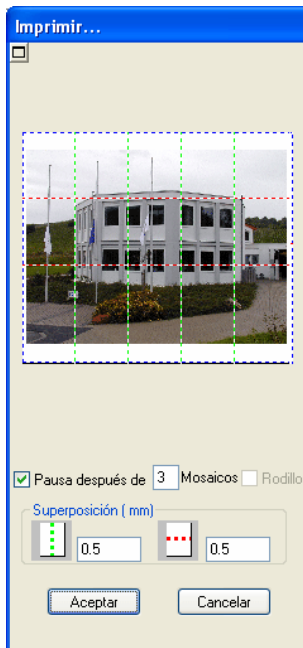 Imprimir...
Pausa después de 3 Mosaicos Rodillo
Superposición ( mm)
0.5 0.5
Aceptar Cancelar